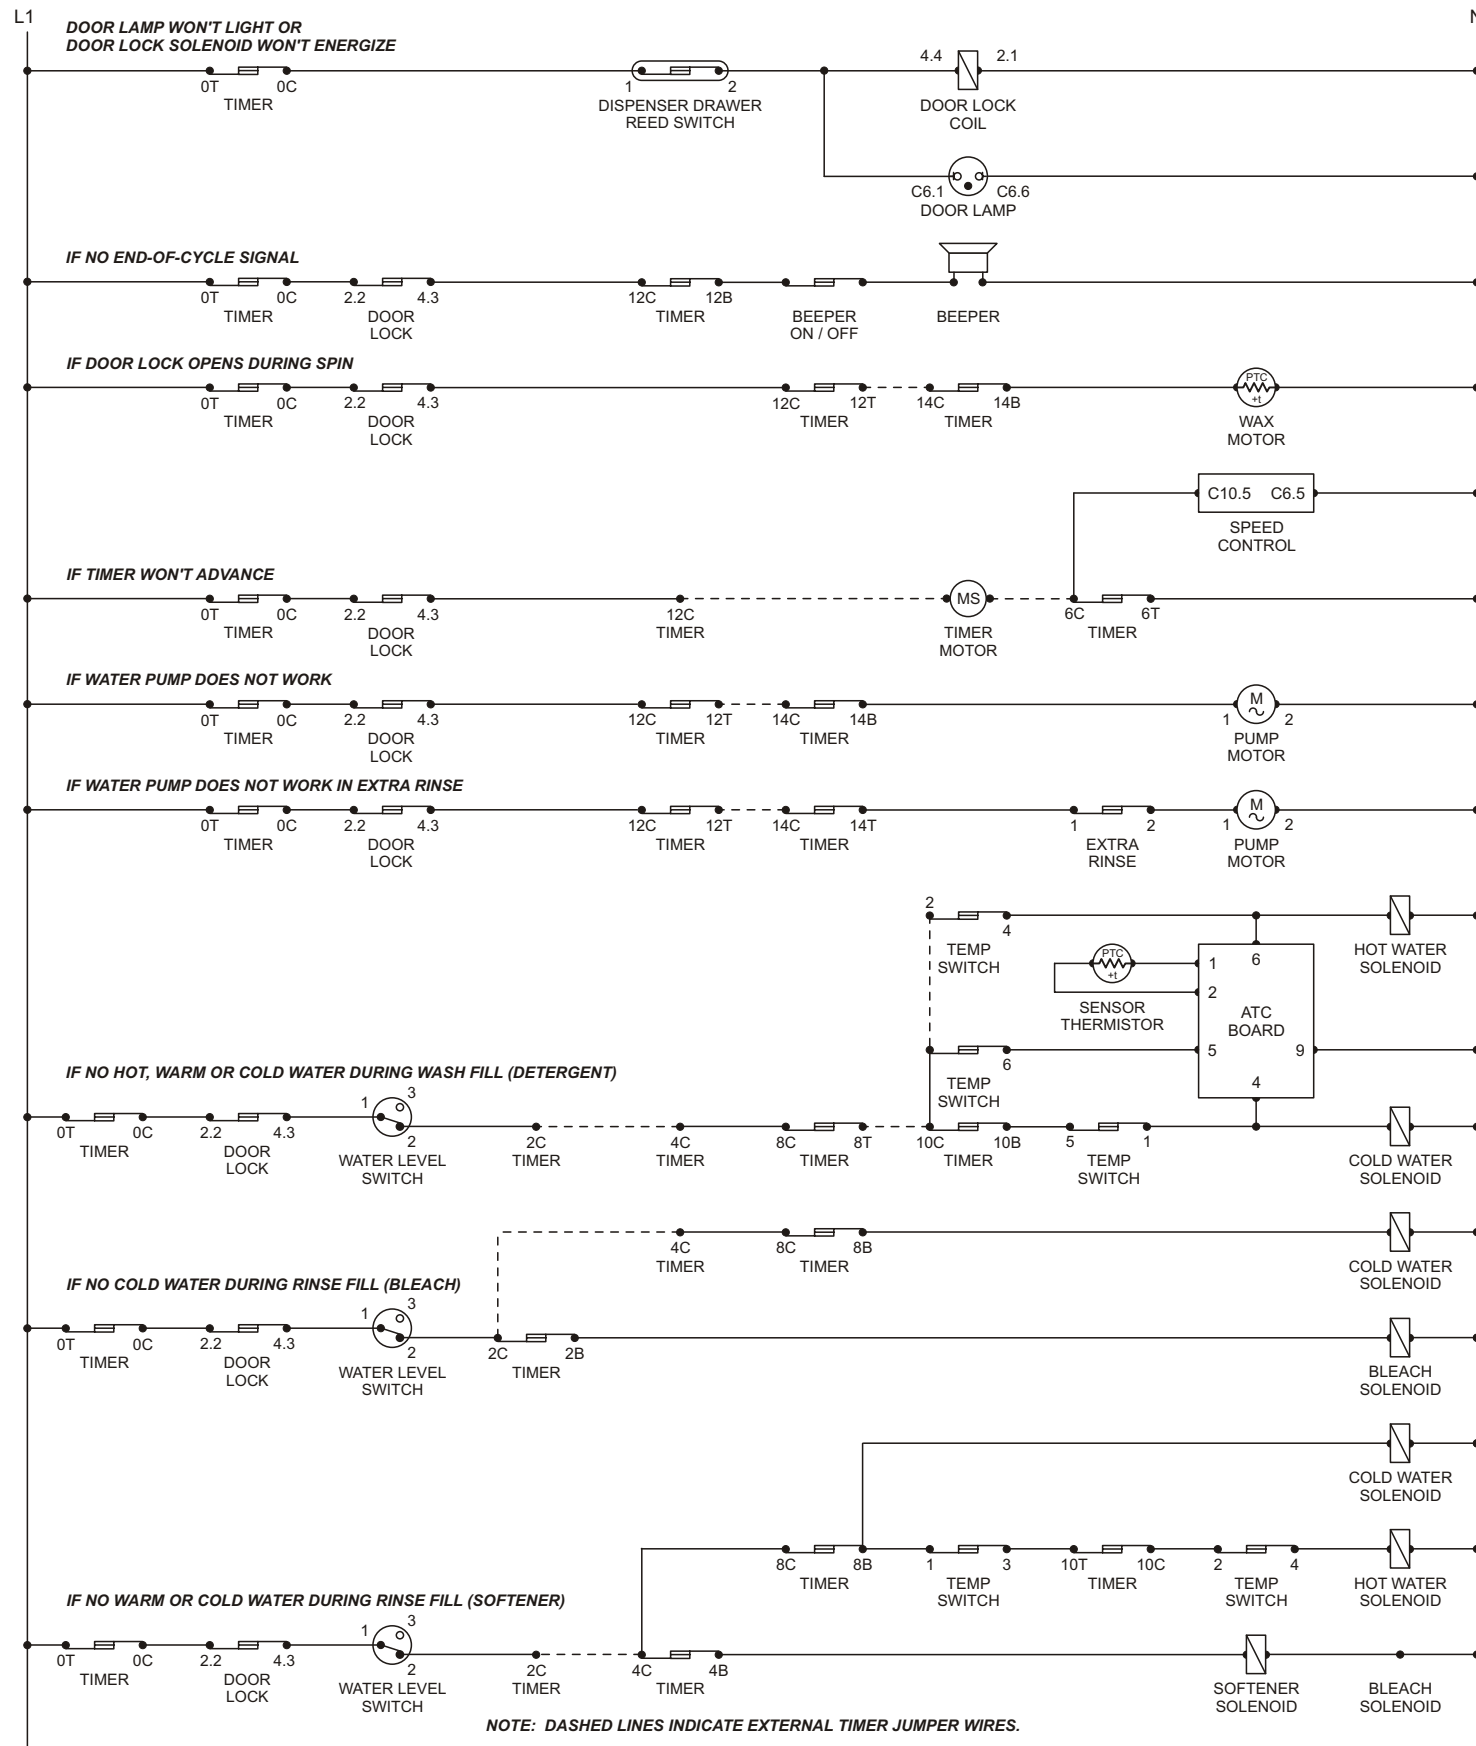 L1
N
DOOR LAMP WON'T LIGHT OR
DOOR LOCK SOLENOID WON'T ENERGIZE
4.4 2.1
0T 0C 1 2
TIMER DISPENSER DRAWER DOOR LOCK
REED SWITCH COIL
C6.1 C6.6
DOOR LAMP
IF NO END-OF-CYCLE SIGNAL
0T 0C 2.2 4.3 12C 12B
TIMER DOOR TIMER BEEPER BEEPER
LOCK ON / OFF
IF DOOR LOCK OPENS DURING SPIN
PTC
+t
0T 0C 2.2 4.3 12C 12T 14C 14B
TIMER DOOR TIMER TIMER WAX
LOCK MOTOR
C10.5 C6.5
SPEED
CONTROL
IF TIMER WON'T ADVANCE
MS
0T 0C 2.2 4.3 12C 6C 6T
TIMER DOOR TIMER TIMER TIMER
LOCK MOTOR
IF WATER PUMP DOES NOT WORK
M
0T 0C 2.2 4.3 12C 12T 14C 14B 1 2
TIMER DOOR TIMER TIMER PUMP
LOCK MOTOR
IF WATER PUMP DOES NOT WORK IN EXTRA RINSE
M
0T 0C 2.2 4.3 12C 12T 14C 14T 1 2 1 2
TIMER DOOR TIMER TIMER EXTRA PUMP
LOCK RINSE MOTOR
2
4
TEMP HOT WATER
SWITCH SOLENOID
PTC
+t
1 6
2
SENSOR ATC
THERMISTOR BOARD
5 9
6
TEMP 4
SWITCH
IF NO HOT, WARM OR COLD WATER DURING WASH FILL (DETERGENT)
1 3
0T 0C 2.2 4.3 2 2C 4C 8C 8T 10C 10B 5 1
TIMER DOOR WATER LEVEL TIMER TIMER TIMER TIMER TEMP COLD WATER
LOCK SWITCH SWITCH SOLENOID
4C 8C 8B
TIMER TIMER COLD WATER
SOLENOID
IF NO COLD WATER DURING RINSE FILL (BLEACH)
1 3
0T 0C 2.2 4.3 2 2C 2B
TIMER DOOR WATER LEVEL TIMER BLEACH
LOCK SWITCH SOLENOID
COLD WATER
SOLENOID
8C 8B 1 3 10T 10C 2 4
TIMER TEMP TIMER TEMP HOT WATER
SWITCH SWITCH SOLENOID
IF NO WARM OR COLD WATER DURING RINSE FILL (SOFTENER)
1 3
0T 0C 2.2 4.3 2 2C 4C 4B
TIMER DOOR WATER LEVEL TIMER TIMER SOFTENER BLEACH
LOCK SWITCH SOLENOID SOLENOID
NOTE: DASHED LINES INDICATE EXTERNAL TIMER JUMPER WIRES.